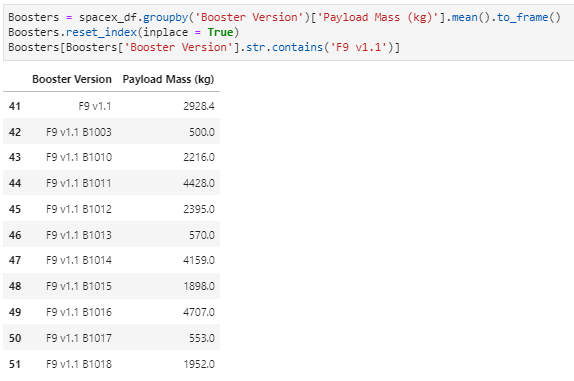 Boosters = spacex_df.groupby('Booster Version')['Payload Mass (kg)'].mean().to_frame()
Boosters.reset_index(inplace = True)
Boosters[Boosters['Booster Version'].str.contains('F9 v1.1')]
Booster Version Payload Mass (kg)
41 F9 v1.1 2928.4
42 F9 v1.1 B1003 500.0
43 F9 v1.1 B1010 2216.0
44 F9 v1.1 B1011 4428.0
45 F9 v1.1 B1012 2395.0
46 F9 v1.1 B1013 570.0
47 F9 v1.1 B1014 4159.0
48 F9 v1.1 B1015 1898.0
49 F9 v1.1 B1016 4707.0
50 F9 v1.1 B1017 553.0
51 F9 v1.1 B1018 1952.0